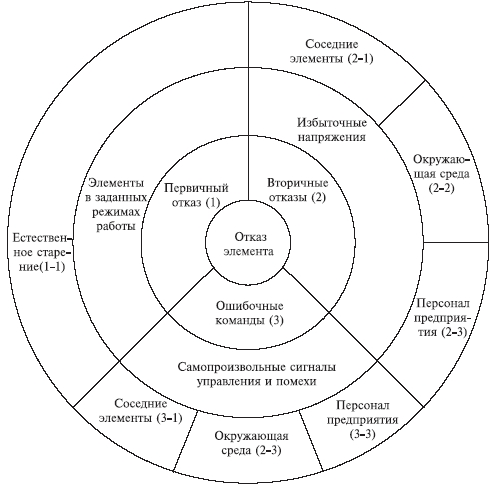 Соседние
элементы (2–1)
Избыточные
напряжения
Окружаю-
щая среда
(2–2)
Элементы
в заданных
режимах
работы
Первичный
отказ (1)
Вторичные
отказы (2)
Естествен-
ное старе-
ние(1–1)
Отказ
элемента
Персонал
предприя-
тия (2–3)
Ошибочные
команды (3)
Самопроизвольные сигналы
управления и помехи
Соседние
элементы (3–1)
Окружающая
среда (2–3)
Персонал
предприятия
(3–3)